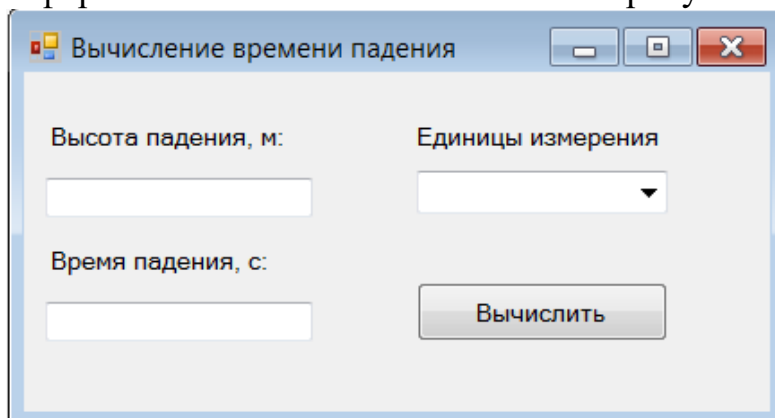 Вычисление времени падения
Высота падения, м:
Единицы измерения
Время падения, с:
Вычислить